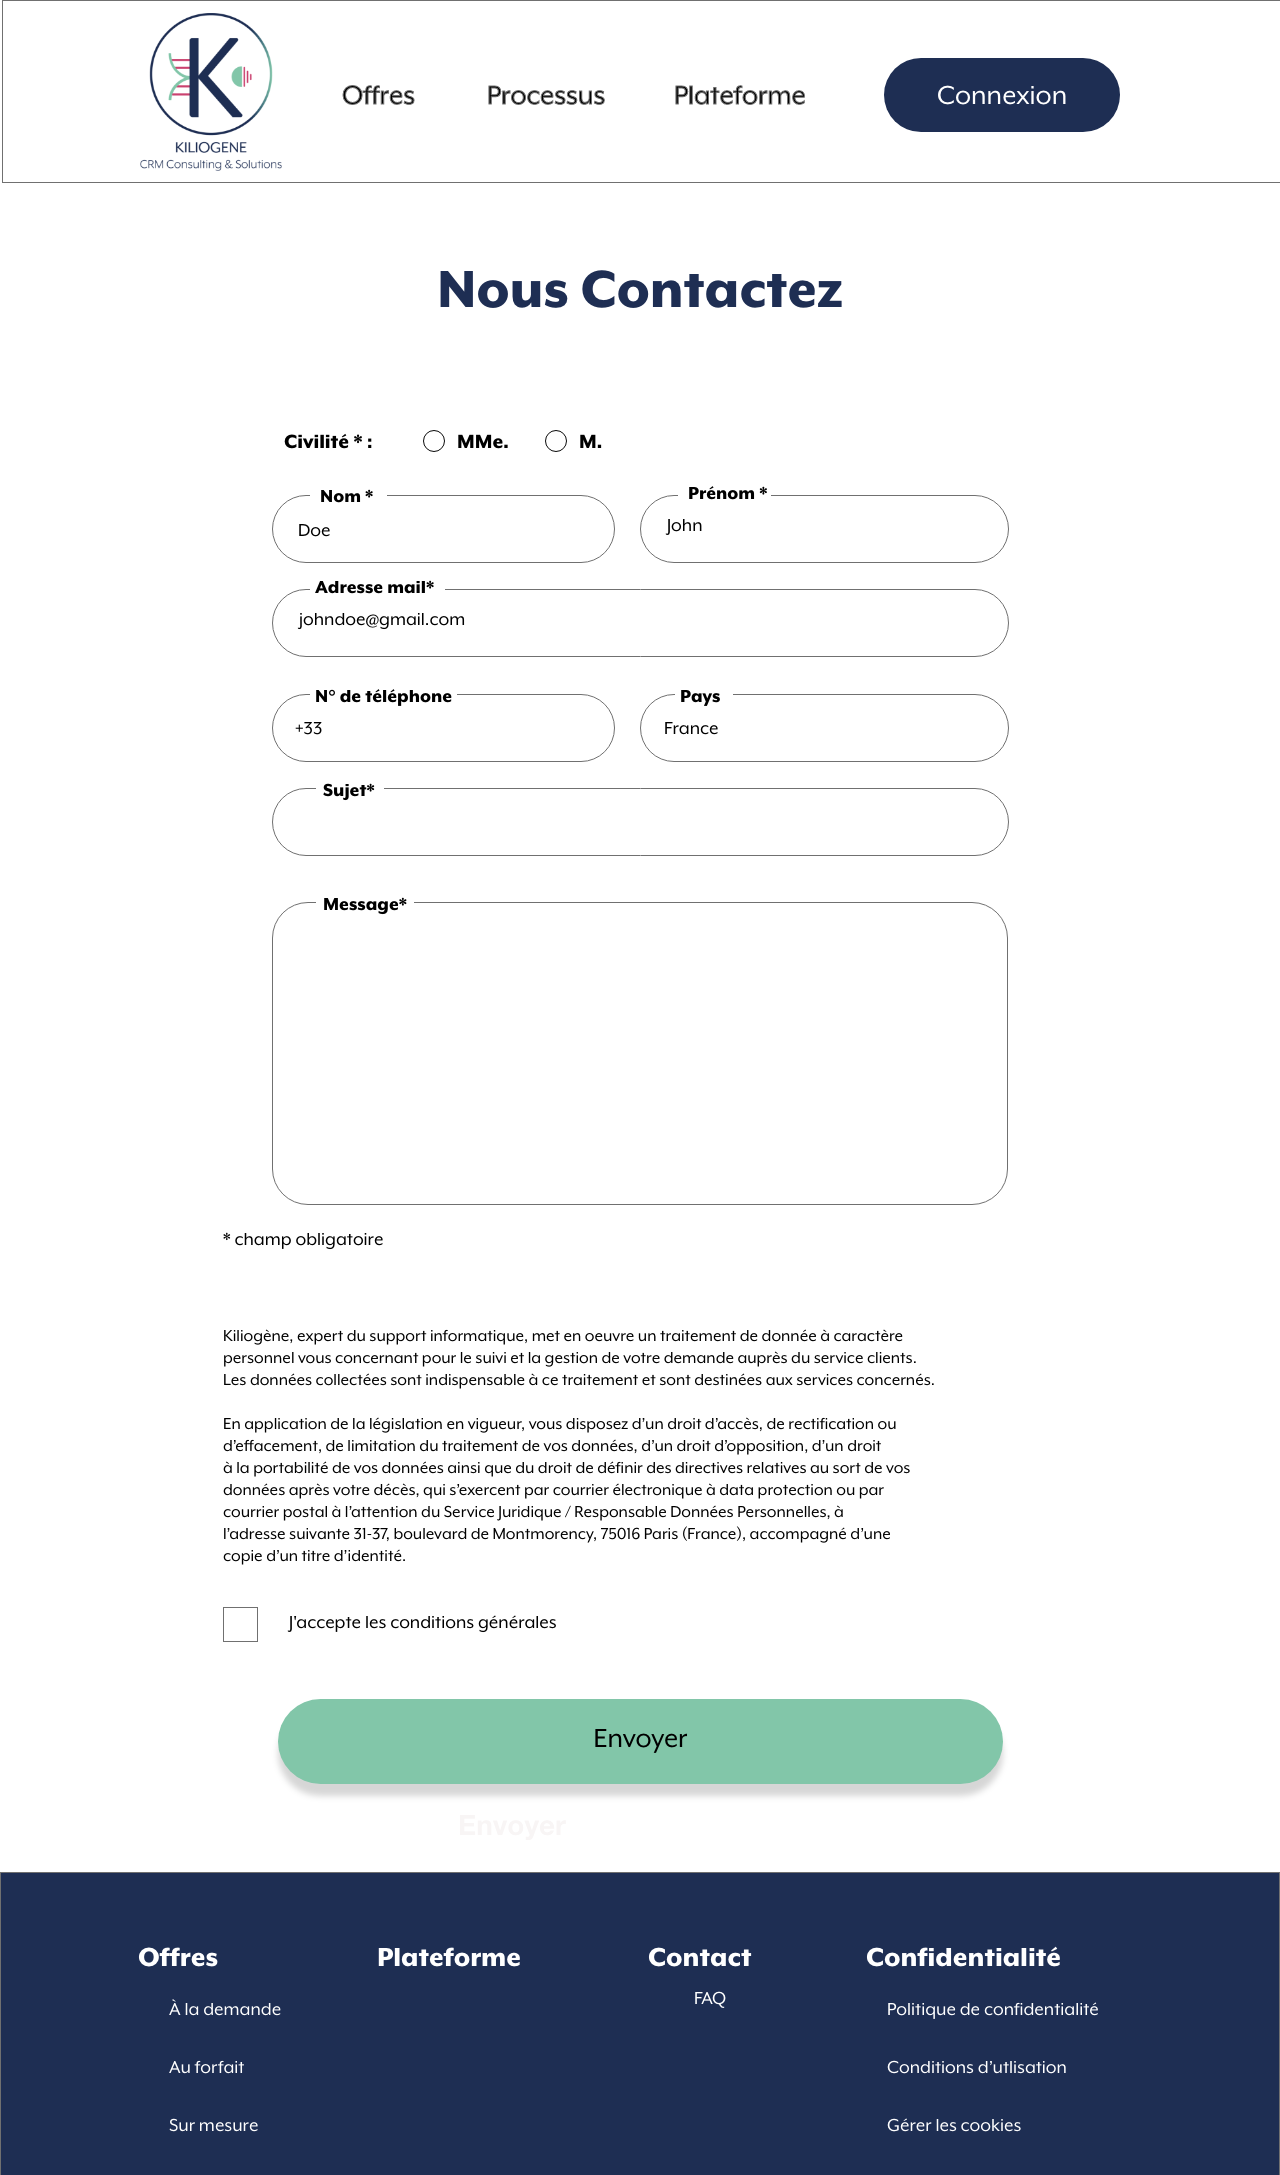 K
KILIOGENE
CRM Consulting & Solutions
Offres
Processus
Plateforme
Connexion
Nous Contactez
Civilité * :
MMe.
M.
Nom *
Prénom *
Doe
John
Adresse mail*
johndoe@gmail.com
N° de téléphone
Pays
+33
France
Sujet*
Message*
* champ obligatoire
Kiliogène, expert du support informatique, met en oeuvre un traitement de donnée à caractère
personnel vous concernant pour le suivi et la gestion de votre demande auprès du service clients.
Les données collectées sont indispensable à ce traitement et sont destinées aux services concernés.
En application de la législation en vigueur, vous disposez d’un droit d’accès, de rectification ou
d’effacement, de limitation du traitement de vos données, d’un droit d’opposition, d’un droit
à la portabilité de vos données ainsi que du droit de définir des directives relatives au sort de vos
données après votre décès, qui s’exercent par courrier électronique à data protection ou par
courrier postal à l’attention du Service Juridique / Responsable Données Personnelles, à
l’adresse suivante 31-37, boulevard de Montmorency, 75016 Paris (France), accompagné d’une
copie d’un titre d’identité.
J'accepte les conditions générales
Envoyer
Envoyer
Offres
Plateforme
Contact
Confidentialité
FAQ
À la demande
Politique de confidentialité
Au forfait
Conditions d’utlisation
Sur mesure
Gérer les cookies